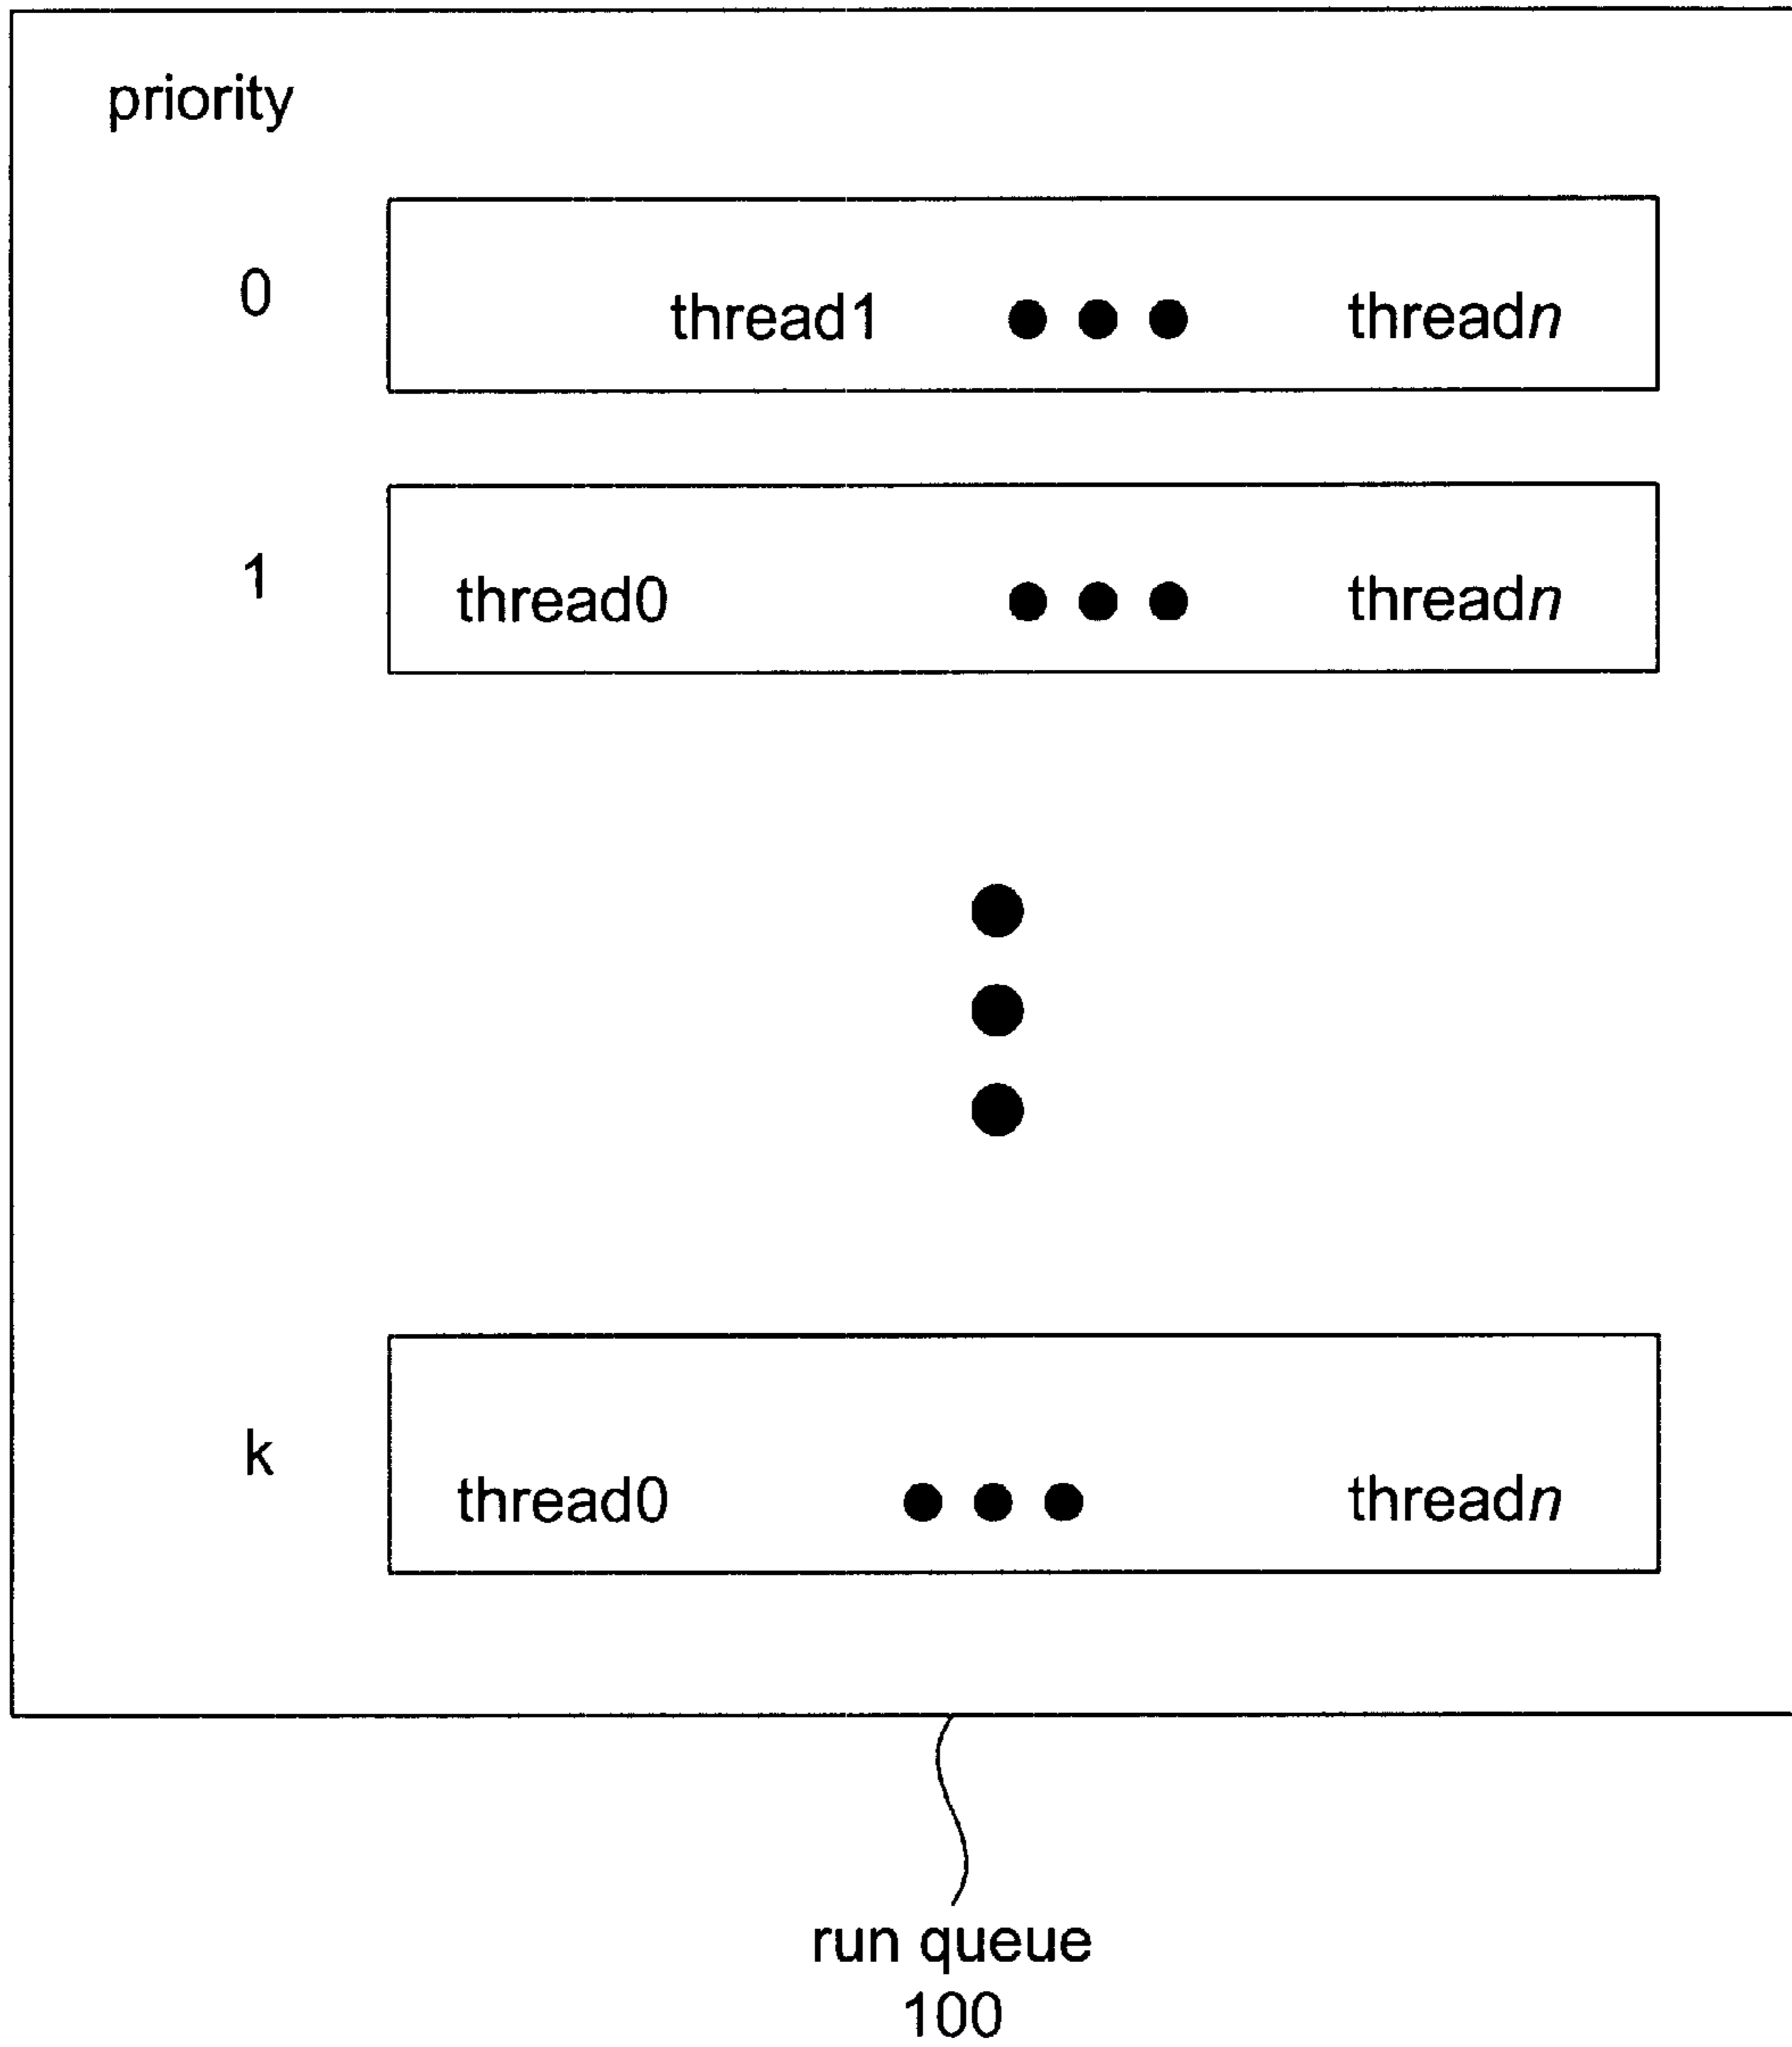 priority
0
thread1 ●●● threadn
1
thread0 ●●● threadn
k
thread0 ●●● threadn
run queue
100